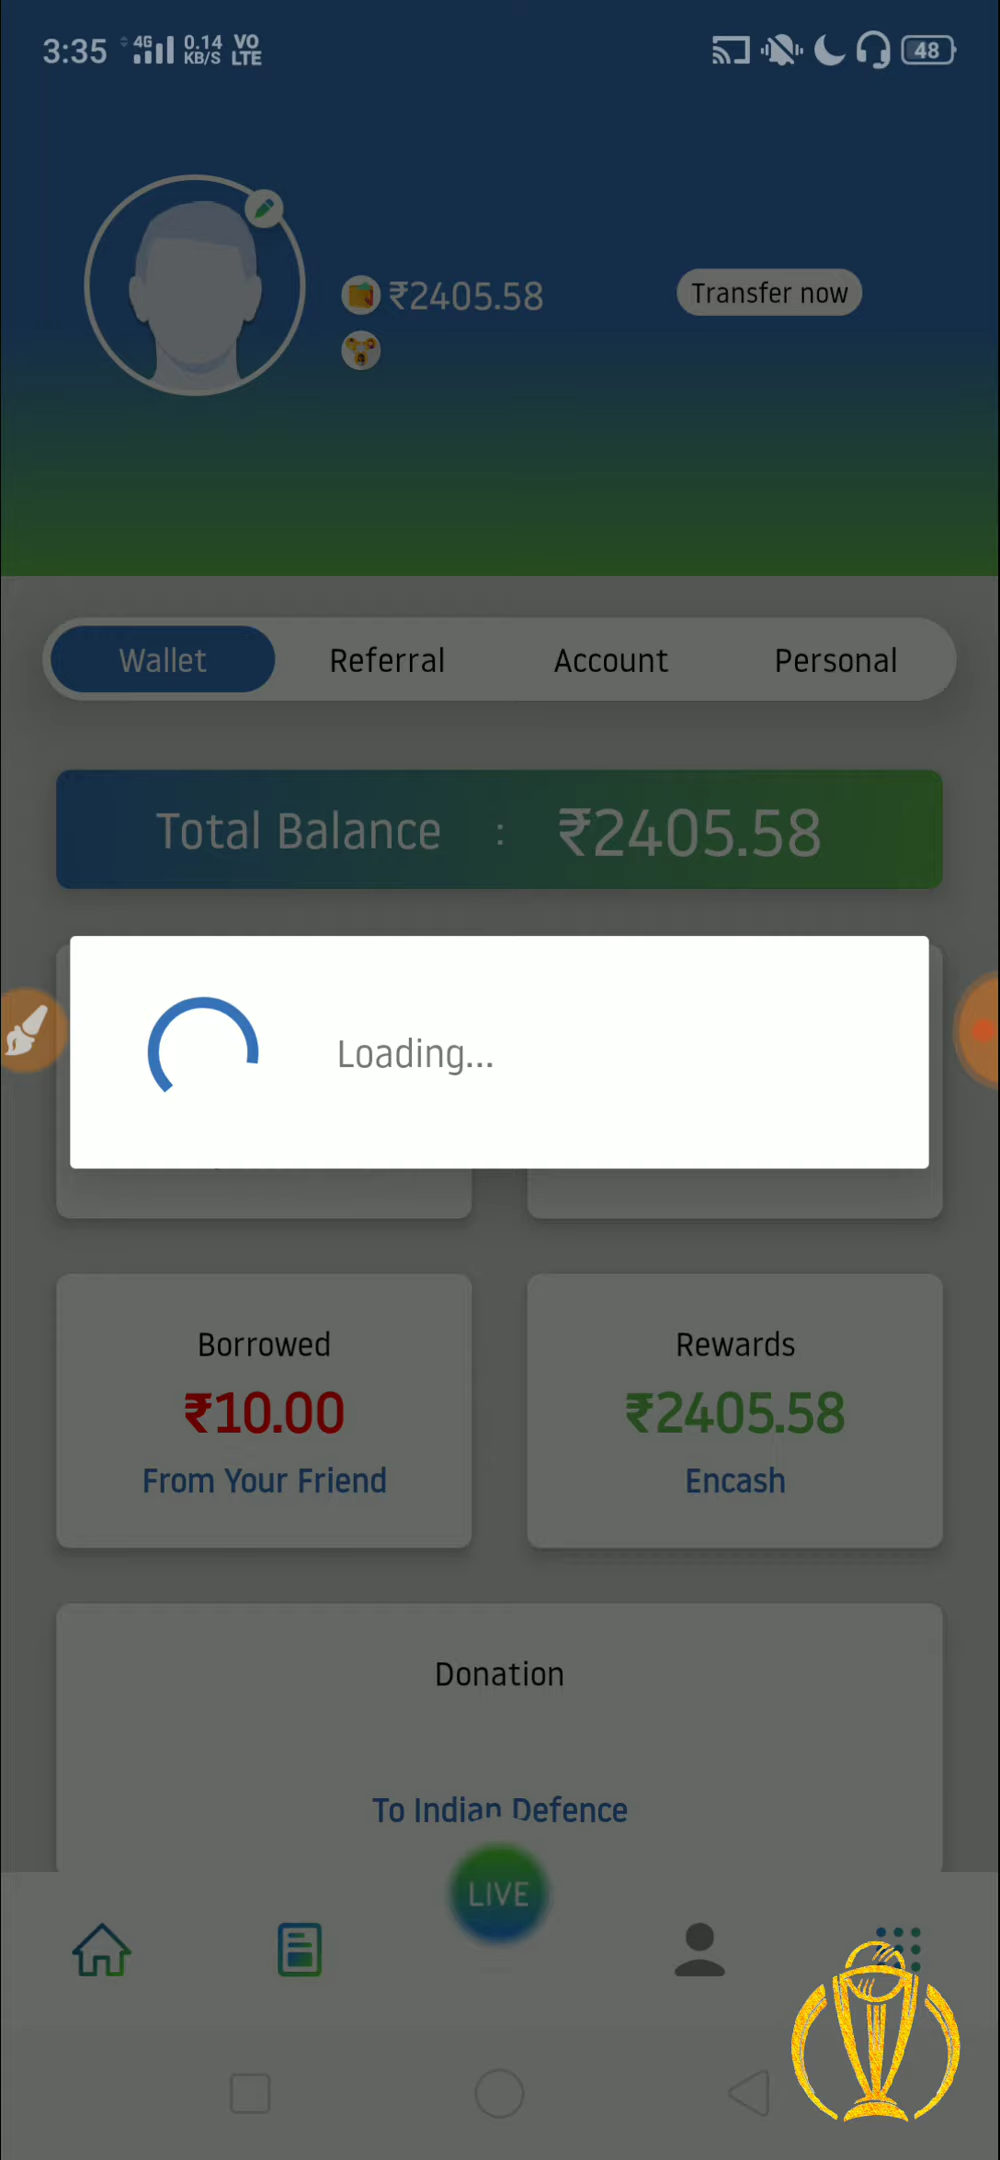 3:35 4G 0.14 KB/S VO LTE 48
₹2405.58 Transfer now
Wallet Referral Account Personal
Total Balance : ₹2405.58
Loading...
Borrowed Rewards
₹10.00 ₹2405.58
From Your Friend Encash
Donation
To Indian Defence
LIVE